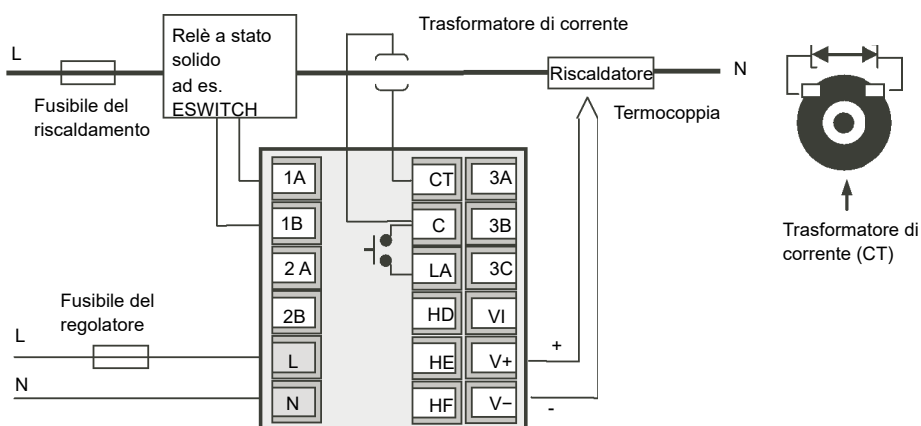 L
Fusibile del
riscaldamento
Relè a stato
solido
ad es.
ESWITCH
Trasformatore di corrente
Riscaldatore
N
Termocoppia
Trasformatore di
corrente (CT)
1A
1B
2 A
2B
L
N
CT
C
LA
HD
HE
HF
3A
3B
3C
VI
V+
V−
+
-
Fusibile del
regolatore
L
N